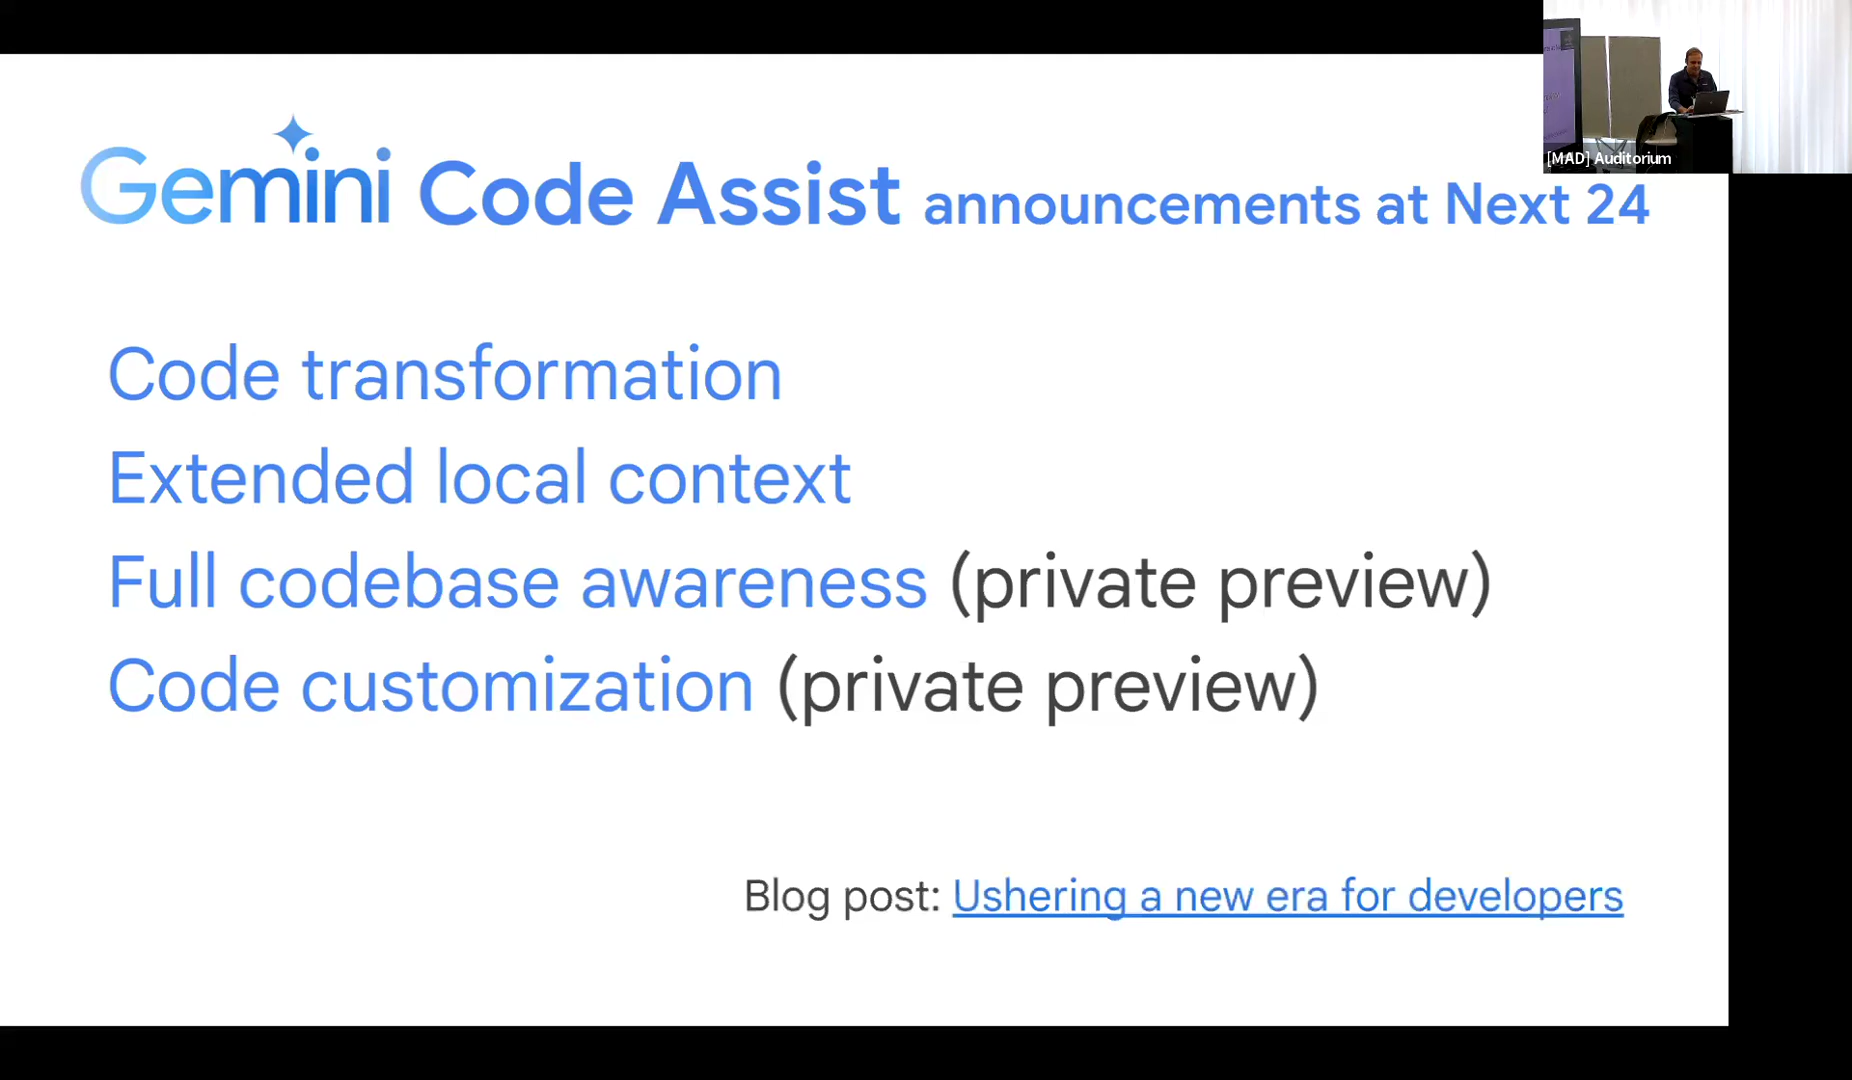 [MAD] Auditorium
Gemini Code Assist announcements at Next 24
Code transformation
Extended local context
Full codebase awareness (private preview)
Code customization (private preview)
Blog post: Ushering a new era for developers